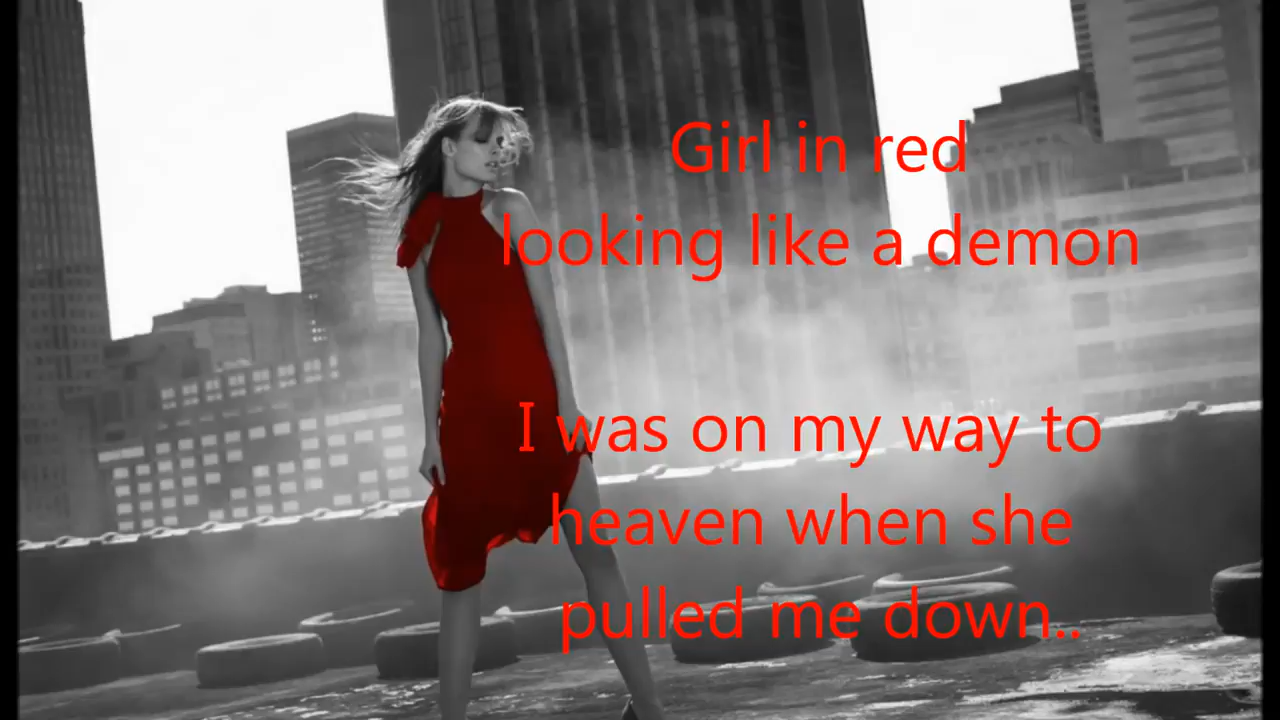 Girl in red
looking like a demon
I was on my way to
heaven when she
pulled me down..